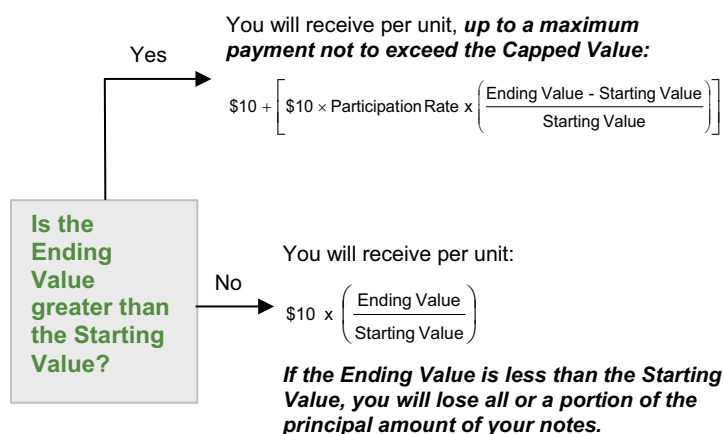 You will receive per unit, up to a maximum
payment not to exceed the Capped Value:
Yes
$10 + [ $10 × Participation Rate x ( Ending Value - Starting Value
Starting Value ) ]
Is the
Ending
Value
greater than
the Starting
Value?
No
You will receive per unit:
$10 x ( Ending Value
Starting Value )
If the Ending Value is less than the Starting
Value, you will lose all or a portion of the
principal amount of your notes.